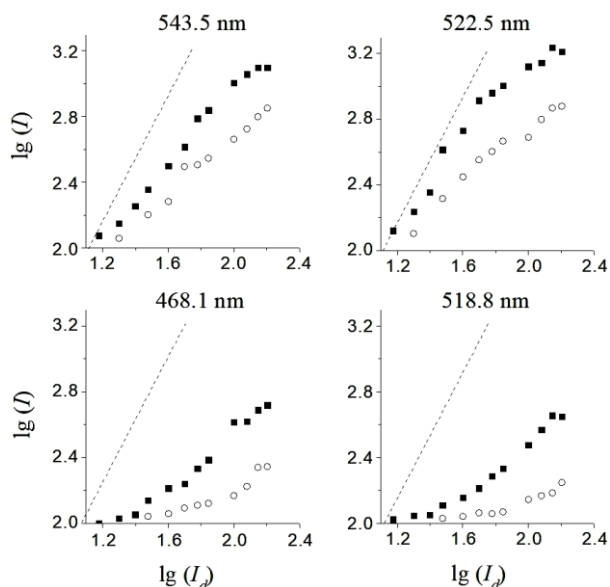 543.5 nm 522.5 nm
3.2 3.2
2.8 2.8
lg (I)
2.4 2.4
2.0 2.0
1.2 1.6 2.0 2.4 1.2 1.6 2.0 2.4
468.1 nm 518.8 nm
3.2 3.2
2.8 2.8
lg (I)
2.4 2.4
2.0 2.0
1.2 1.6 2.0 2.4 1.2 1.6 2.0 2.4
lg (I_d) lg (I_d)